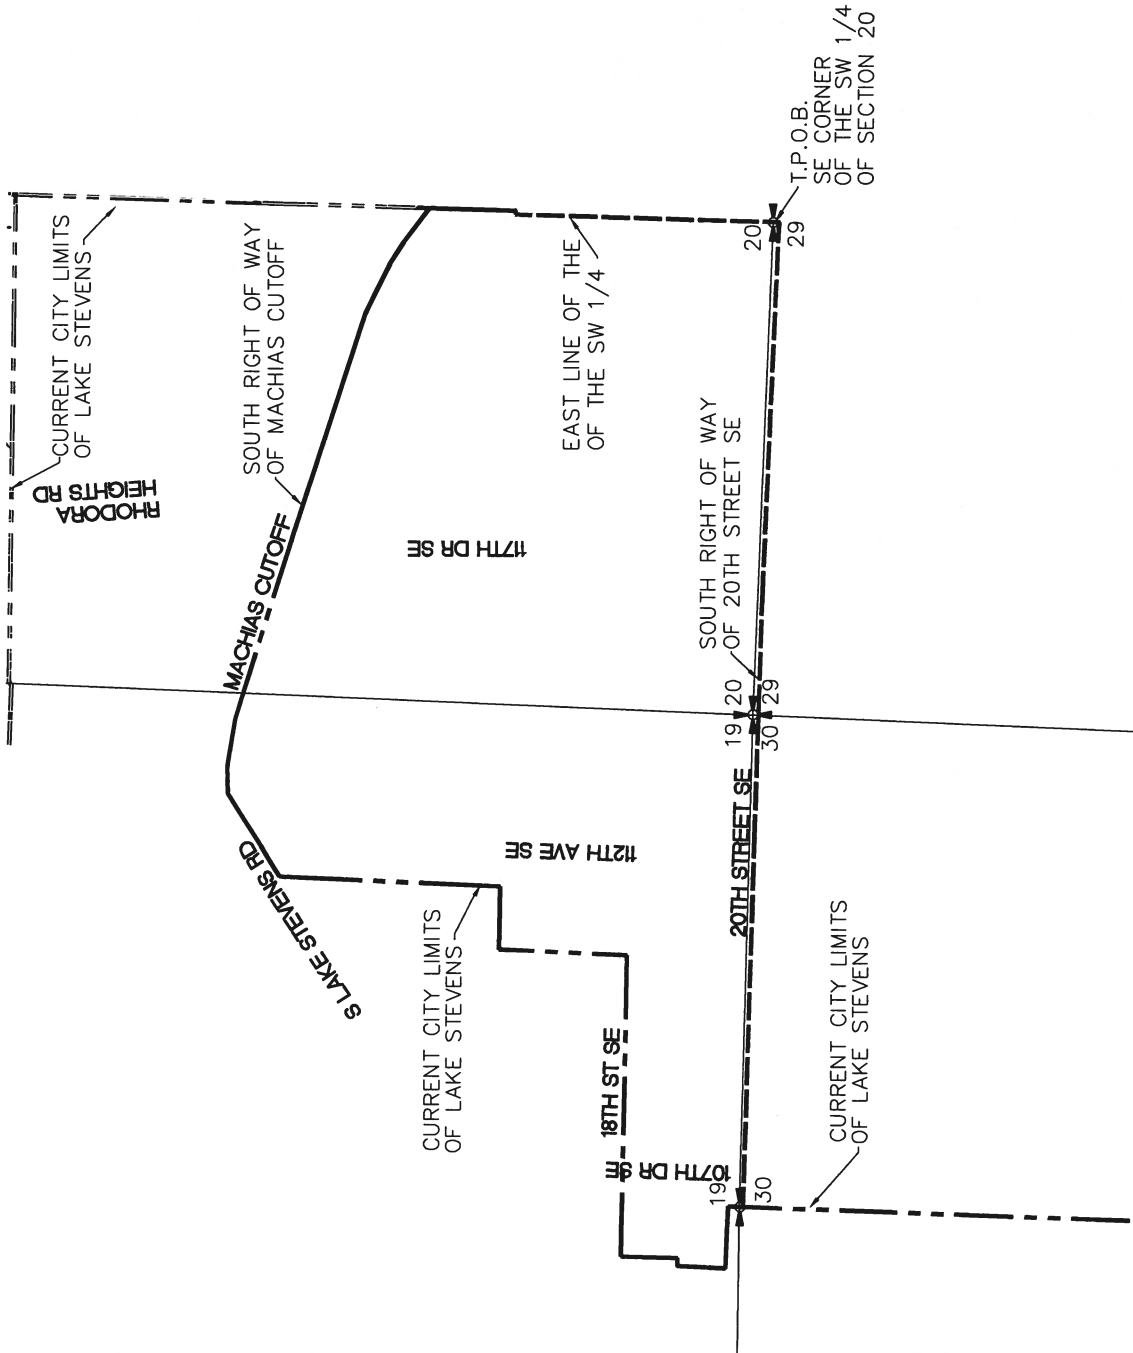 CURRENT CITY LIMITS
OF LAKE STEVENS
RHODORA
HEIGHTS RD
SOUTH RIGHT OF WAY
OF MACHIAS CUTOFF
MACHIAS CUTOFF
117TH DR SE
EAST LINE OF THE
OF THE SW 1/4
T.P.O.B.
SE CORNER
OF THE SW 1/4
OF SECTION 20
20
29
SOUTH RIGHT OF WAY
OF 20TH STREET SE
19 20
30 29
20TH STREET SE
112TH AVE SE
S LAKE STEVENS RD
CURRENT CITY LIMITS
OF LAKE STEVENS
18TH ST SE
107TH DR SE
19
30
CURRENT CITY LIMITS
OF LAKE STEVENS